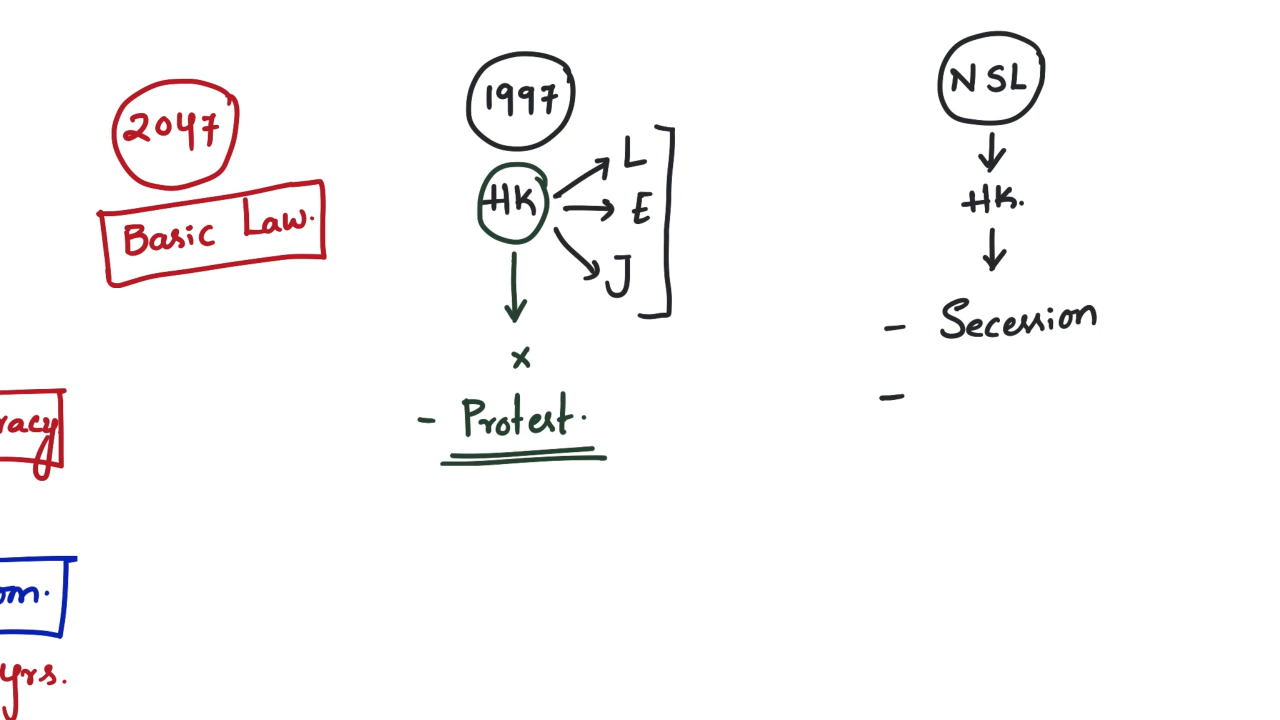 2047
Basic Law.
1997
HK
L
E
J
x
- Protest.
NSL
HK.
- Secession
-
racy
om.
yrs.